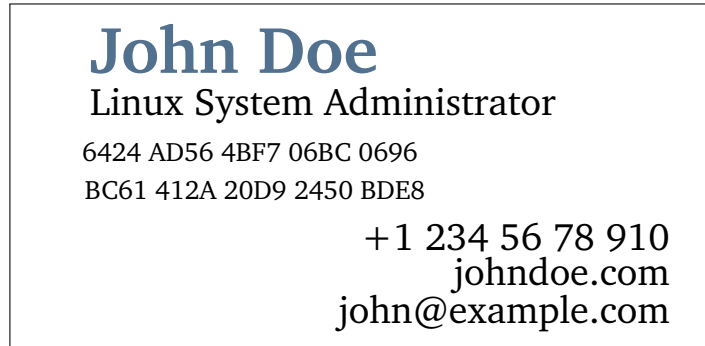 John Doe
Linux System Administrator
6424 AD56 4BF7 06BC 0696
BC61 412A 20D9 2450 BDE8
+1 234 56 78 910
johndoe.com
john@example.com